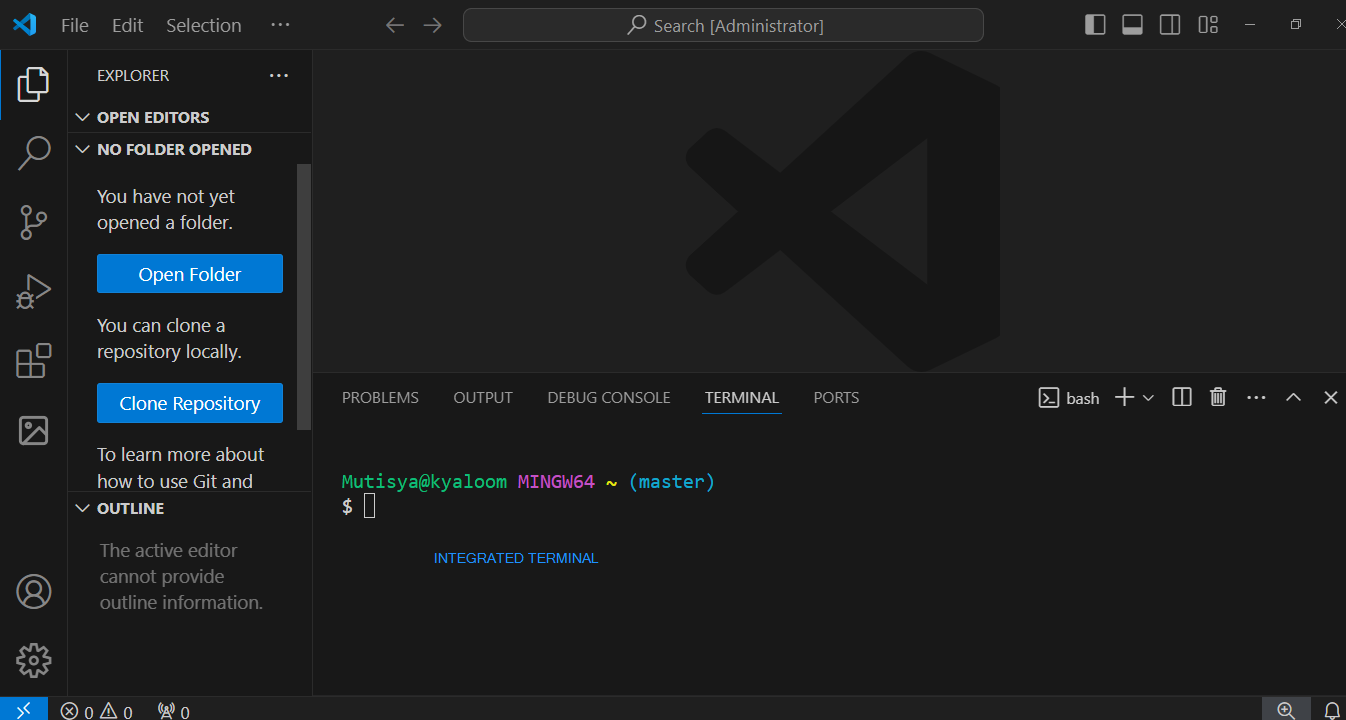 File Edit Selection ···
Search [Administrator]
EXPLORER ···
OPEN EDITORS
NO FOLDER OPENED
You have not yet
opened a folder.
Open Folder
You can clone a
repository locally.
Clone Repository
To learn more about
how to use Git and
OUTLINE
The active editor
cannot provide
outline information.
PROBLEMS OUTPUT DEBUG CONSOLE TERMINAL PORTS bash ···
Mutisya@kyaloom MINGW64 ~ (master)
$
INTEGRATED TERMINAL
0 0 0